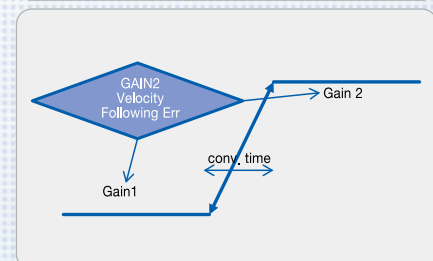 GAIN2
Velocity
Following Err
Gain 2
conv. time
Gain1